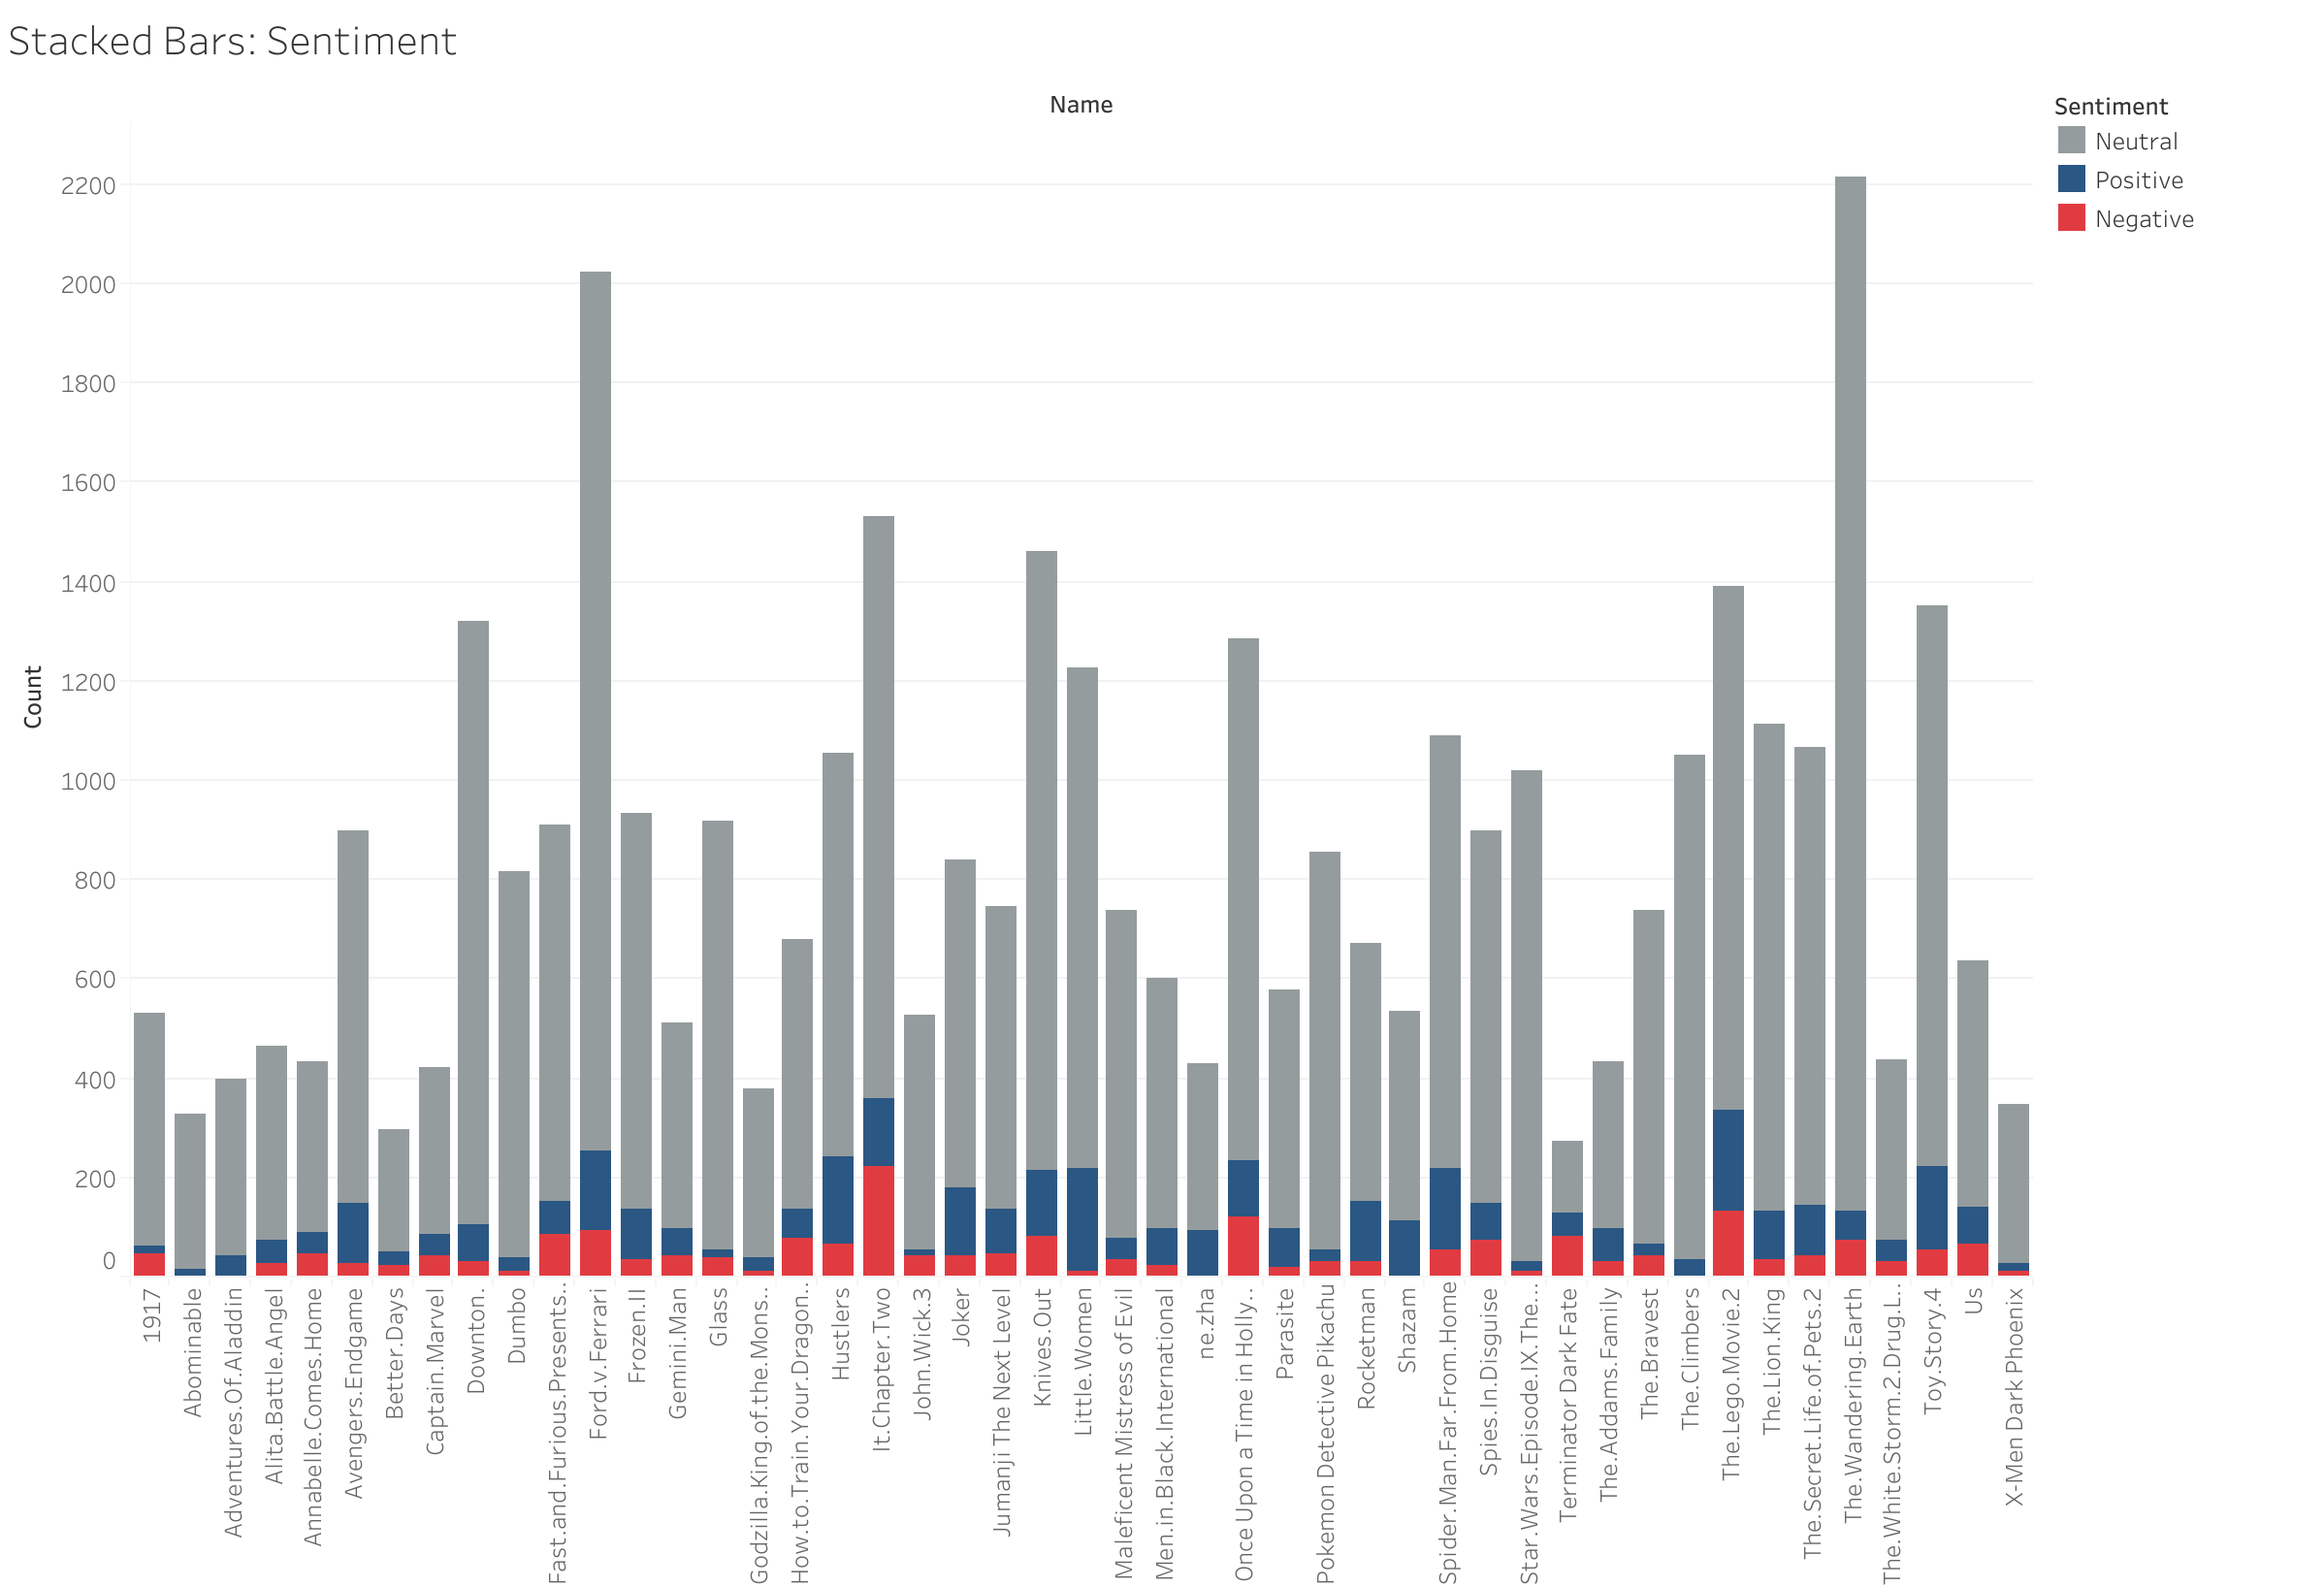 Stacked Bars: Sentiment
Name
Sentiment
Neutral
Positive
Negative
Count
2200
2000
1800
1600
1400
1200
1000
800
600
400
200
0
1917
Abominable
Adventures.Of.Aladdin
Alita.Battle.Angel
Annabelle.Comes.Home
Avengers.Endgame
Better.Days
Captain.Marvel
Downton.
Dumbo
Fast.and.Furious.Presents..
Ford.v.Ferrari
Frozen.II
Gemini.Man
Glass
Godzilla.King.of.the.Mons..
How.to.Train.Your.Dragon..
Hustlers
It.Chapter.Two
John.Wick.3
Joker
Jumanji The Next Level
Knives.Out
Little.Women
Maleficent Mistress of Evil
Men.in.Black.International
ne.zha
Once Upon a Time in Holly..
Parasite
Pokemon Detective Pikachu
Rocketman
Shazam
Spider.Man.Far.From.Home
Spies.In.Disguise
Star.Wars.Episode.IX.The...
Terminator Dark Fate
The.Addams.Family
The.Bravest
The.Climbers
The.Lego.Movie.2
The.Lion.King
The.Secret.Life.of.Pets.2
The.Wandering.Earth
The.White.Storm.2.Drug.L..
Toy.Story.4
Us
X-Men Dark Phoenix